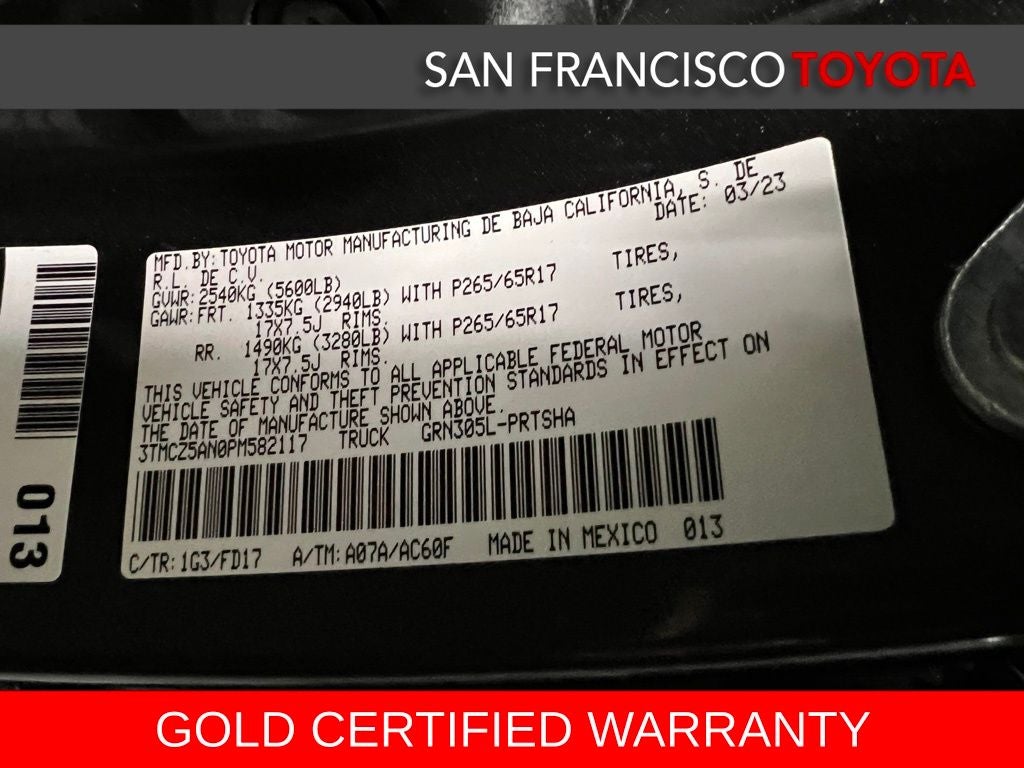 SAN FRANCISCO TOYOTA
MFD.BY: TOYOTA MOTOR MANUFACTURING DE BAJA CALIFORNIA, S. DE
R.L. DE C.V. DATE: 03/23
GVWR: 2540KG (5600LB)
GAWR: FRT. 1335KG (2940LB) WITH P265/65R17 TIRES,
17X7.5J RIMS.
RR. 1490KG (3280LB) WITH P265/65R17 TIRES,
17X7.5J RIMS.
THIS VEHICLE CONFORMS TO ALL APPLICABLE FEDERAL MOTOR
VEHICLE SAFETY AND THEFT PREVENTION STANDARDS IN EFFECT ON
THE DATE OF MANUFACTURE SHOWN ABOVE.
3TMCZ5AN0PM582117 TRUCK GRN305L-PRTSHA
C/TR: 1G3/FD17 A/TM: A07A/AC60F MADE IN MEXICO 013
013
GOLD CERTIFIED WARRANTY